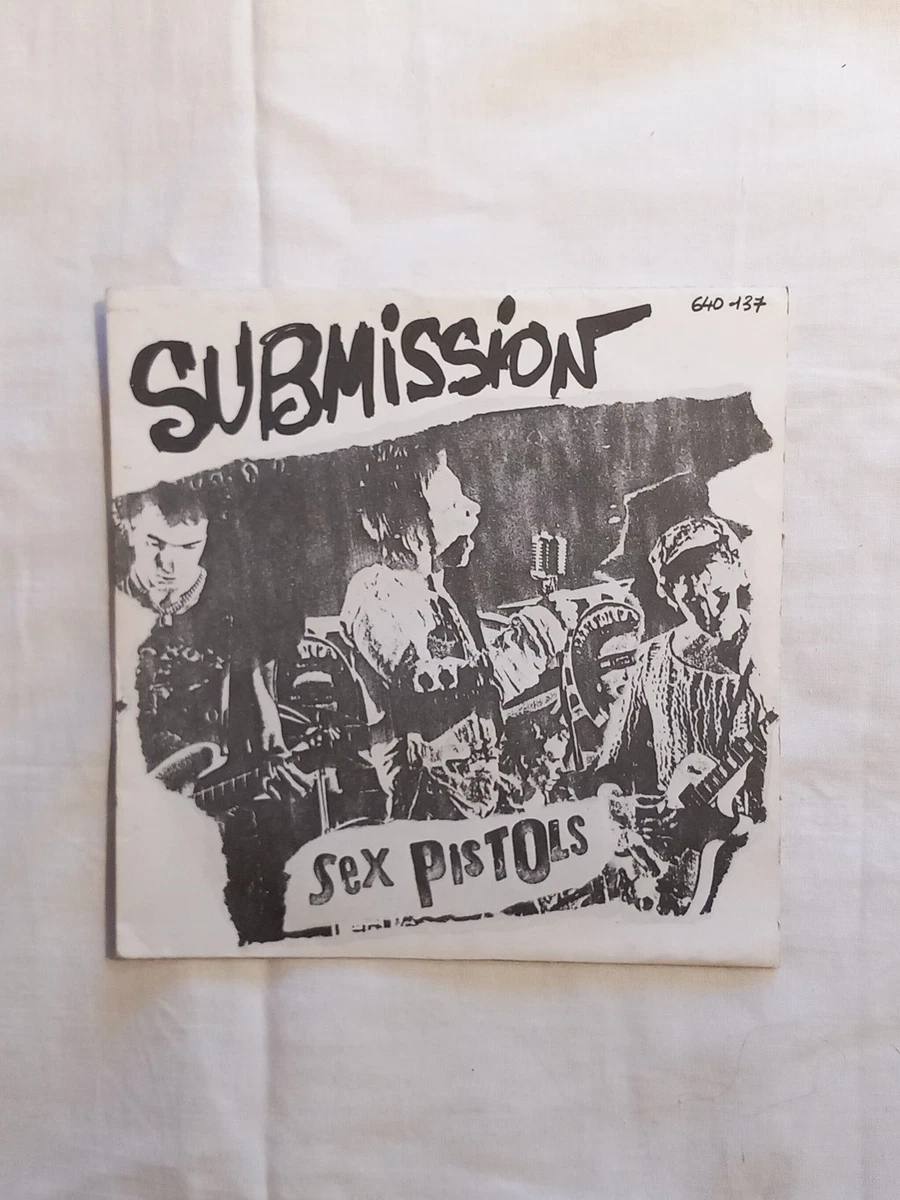 640-137
SUBMiSSiON
Sex PisTOLs